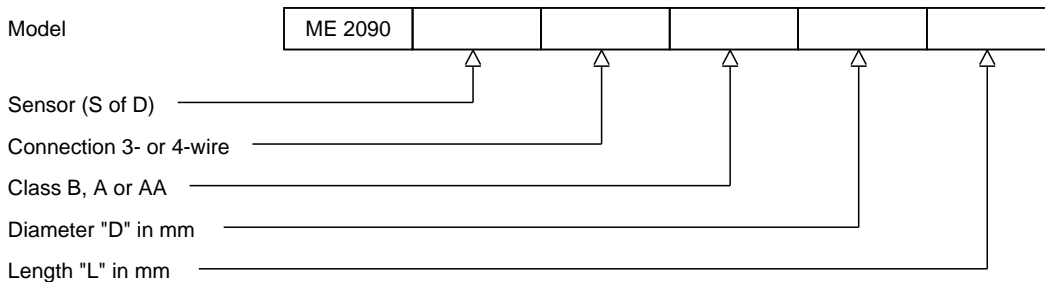 Model ME 2090
Sensor (S of D)
Connection 3- or 4-wire
Class B, A or AA
Diameter "D" in mm
Length "L" in mm